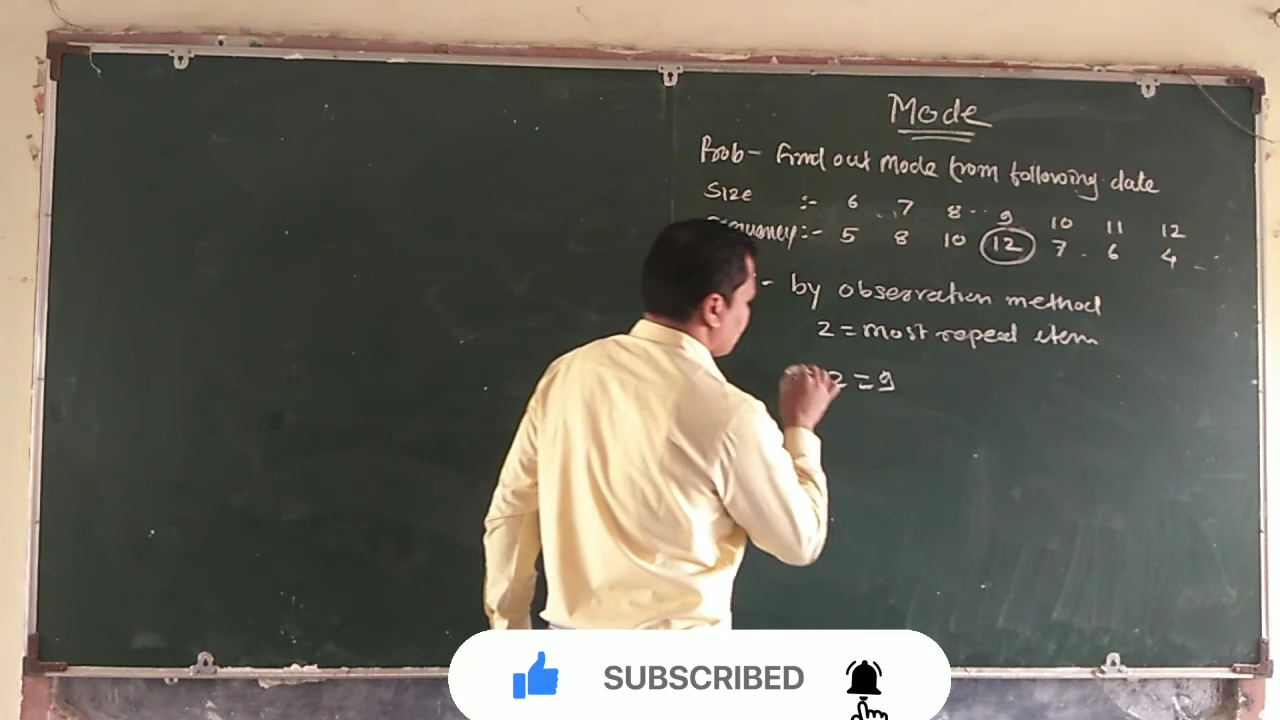 Mode
Prob- Find out Mode from following date
Size :- 6 7 8 9 10 11 12
:- 5 8 10 12 7 6 4
- by observation method
Z = most repeat item
Z = 9
SUBSCRIBED